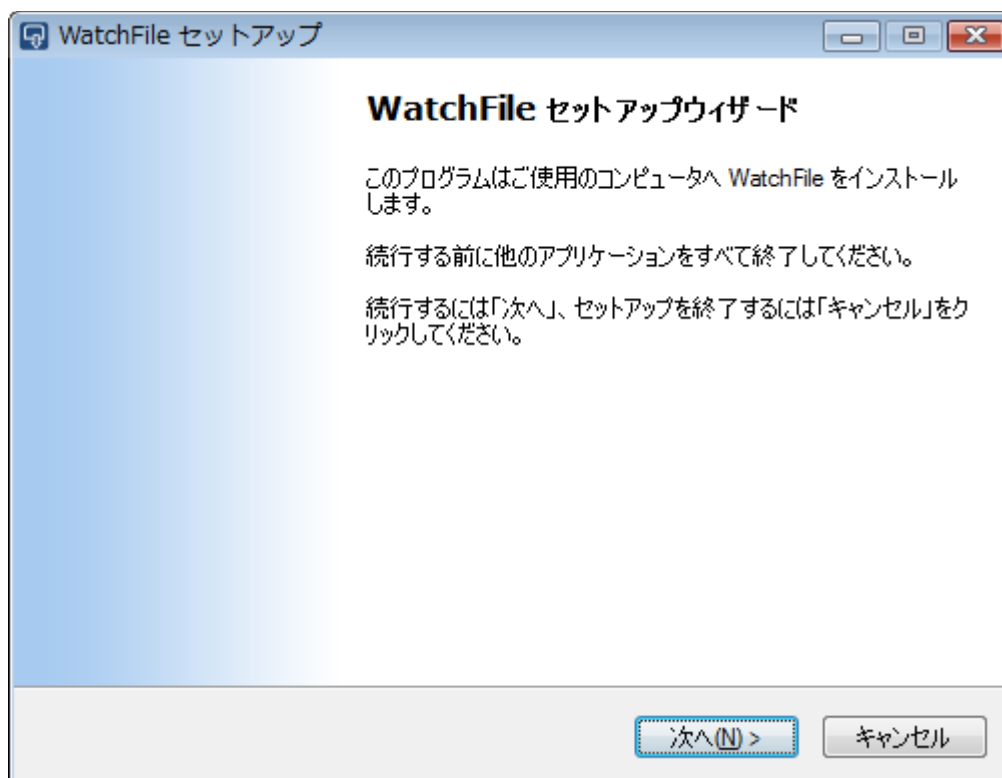 WatchFile セットアップ
WatchFile セットアップウィザード
このプログラムはご使用のコンピュータへ WatchFile をインストール
します。
続行する前に他のアプリケーションをすべて終了してください。
続行するには「次へ」、セットアップを終了するには「キャンセル」をク
リックしてください。
次へ(N) >
キャンセル